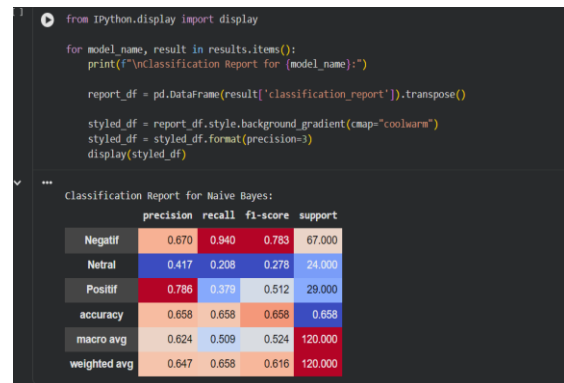 [ ]
from IPython.display import display
for model_name, result in results.items():
print(f"\nClassification Report for {model_name}:")
report_df = pd.DataFrame(result['classification_report']).transpose()
styled_df = report_df.style.background_gradient(cmap="coolwarm")
styled_df = styled_df.format(precision=3)
display(styled_df)
Classification Report for Naive Bayes:
precision recall f1-score support
Negatif 0.670 0.940 0.783 67.000
Netral 0.417 0.208 0.278 24.000
Positif 0.786 0.379 0.512 29.000
accuracy 0.658 0.658 0.658 0.658
macro avg 0.624 0.509 0.524 120.000
weighted avg 0.647 0.658 0.616 120.000